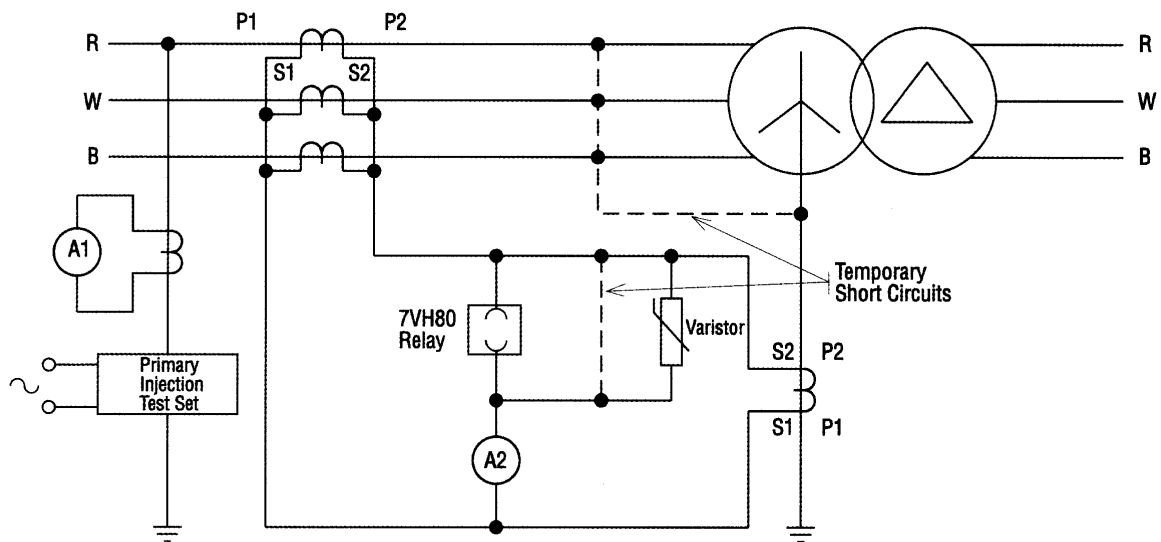 P1
P2
R
R
S1
S2
W
W
B
B
A1
Temporary
Short Circuits
7VH80
Relay
Varistor
Primary
Injection
Test Set
S2
P2
S1
P1
A2